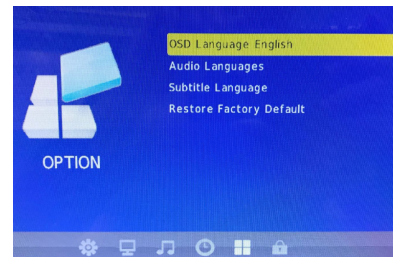 OSD Language English
Audio Languages
Subtitle Language
Restore Factory Default
OPTION